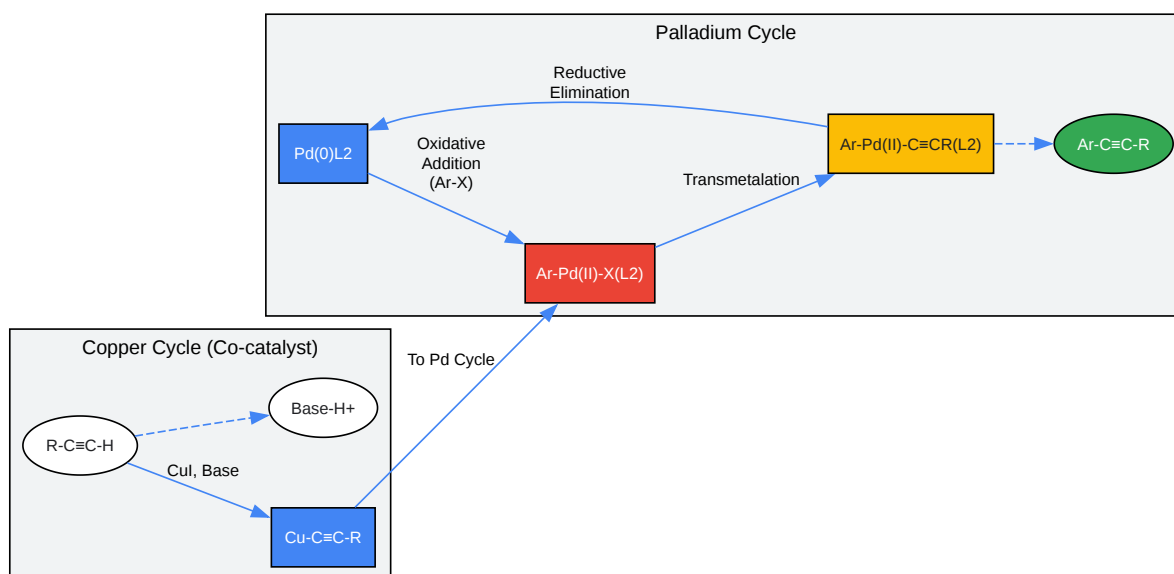 Palladium Cycle
Reductive
Elimination
Pd(0)L2
Oxidative
Addition
(Ar-X)
Ar-Pd(II)-C≡CR(L2)
Ar-C≡C-R
Transmetalation
Ar-Pd(II)-X(L2)
Copper Cycle (Co-catalyst)
To Pd Cycle
Base-H+
R-C≡C-H
CuI, Base
Cu-C≡C-R